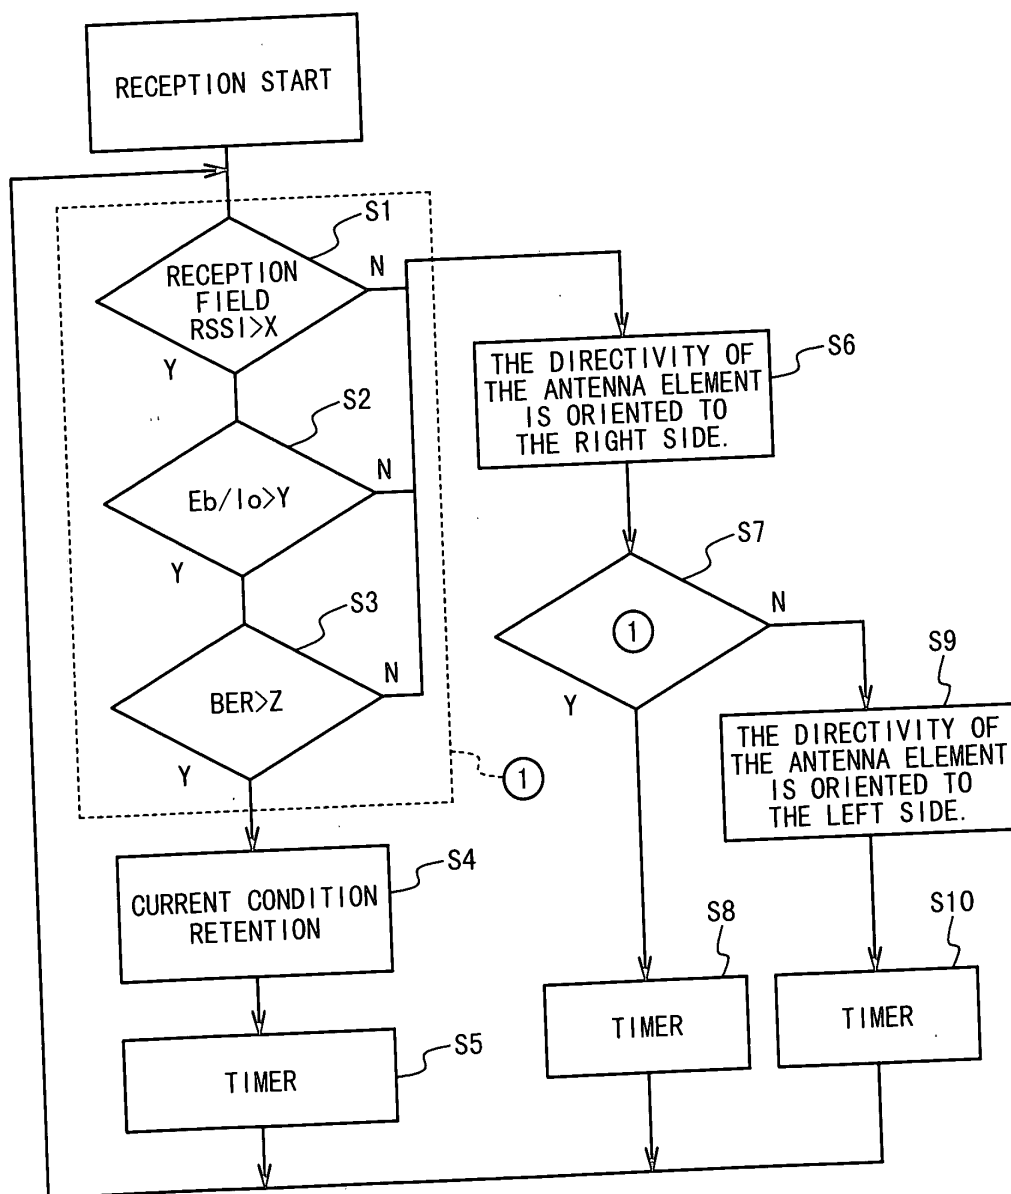 RECEPTION START
S1
RECEPTION
FIELD
RSSI>X
N
Y
S2
Eb/Io>Y
N
Y
S3
BER>Z
N
Y
1
S4
CURRENT CONDITION
RETENTION
S5
TIMER
S6
THE DIRECTIVITY OF
THE ANTENNA ELEMENT
IS ORIENTED TO
THE RIGHT SIDE.
S7
1
N
Y
S9
THE DIRECTIVITY OF
THE ANTENNA ELEMENT
IS ORIENTED TO
THE LEFT SIDE.
S8
TIMER
S10
TIMER